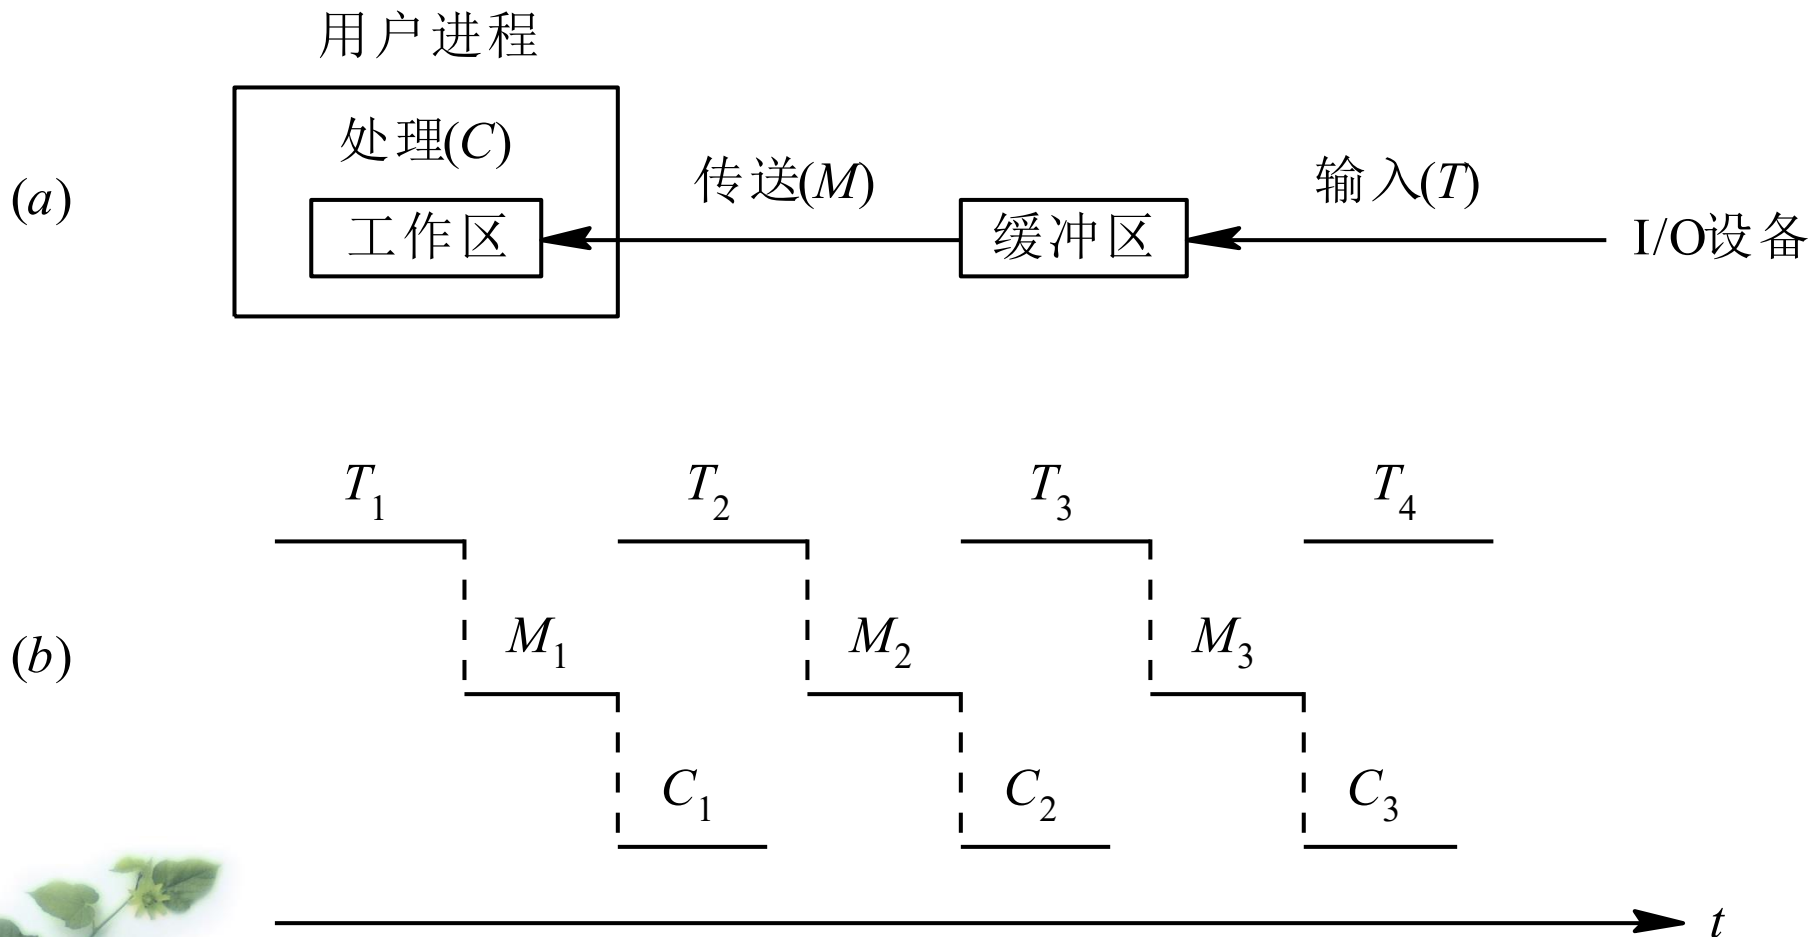 用户进程
处理(C)
(a)
工作区
传送(M)
缓冲区
输入(T)
I/O设备
T1 T2 T3 T4
(b)
M1 M2 M3
C1 C2 C3
t